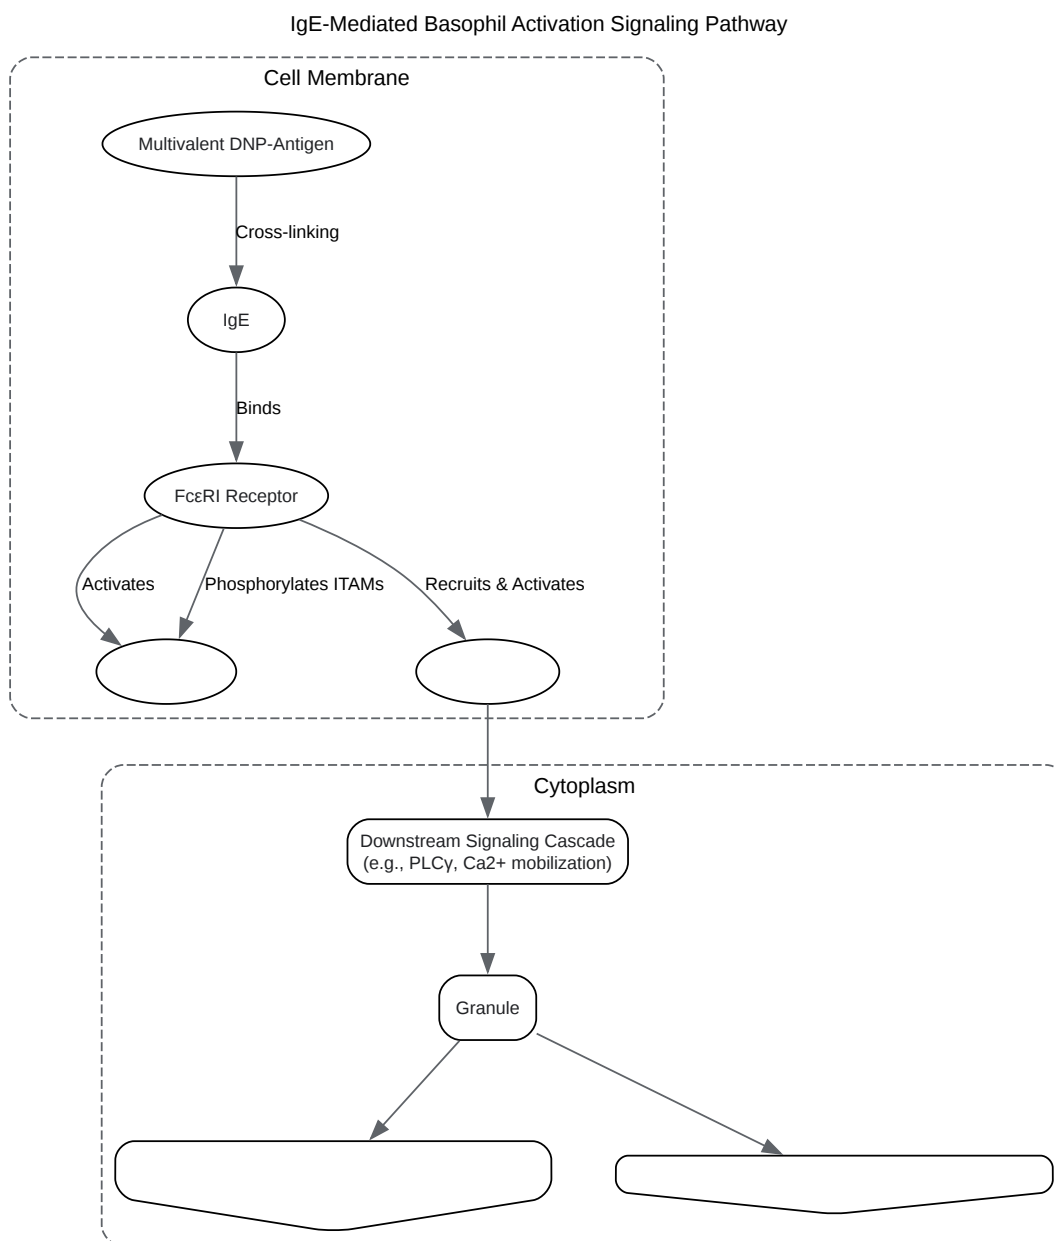 IgE-Mediated Basophil Activation Signaling Pathway
Cell Membrane
Multivalent DNP-Antigen
Cross-linking
IgE
Binds
FcεRI Receptor
Activates
Phosphorylates ITAMs
Recruits & Activates
Cytoplasm
Downstream Signaling Cascade
(e.g., PLCγ, Ca2+ mobilization)
Granule